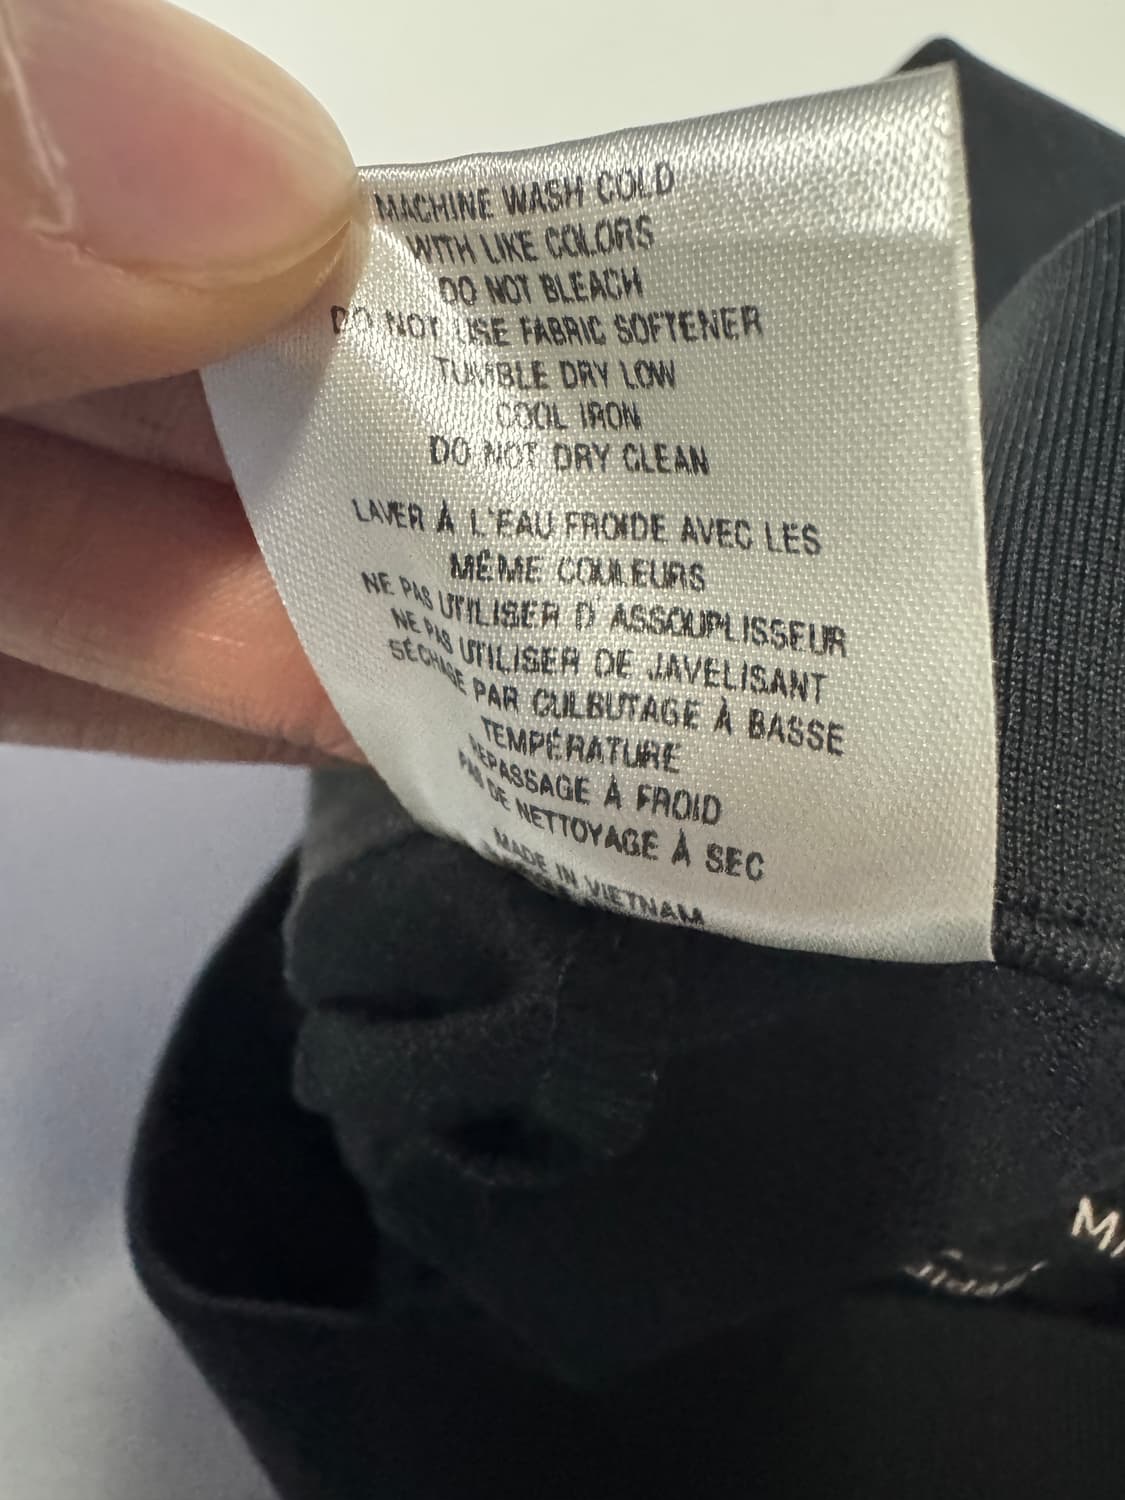 MACHINE WASH COLD
WITH LIKE COLORS
DO NOT BLEACH
DO NOT USE FABRIC SOFTENER
TUMBLE DRY LOW
COOL IRON
DO NOT DRY CLEAN
LAVER À L'EAU FROIDE AVEC LES
MÉME COULEURS
NE PAS UTILISER D'ASSOUPLISSEUR
NE PAS UTILISER DE JAVELISANT
SÉCHAGE PAR CULBUTAGE À BASSE
TEMPÉRATURE
REPASSAGE À FROID
PAS DE NETTOYAGE À SEC
MADE IN VIETNAM